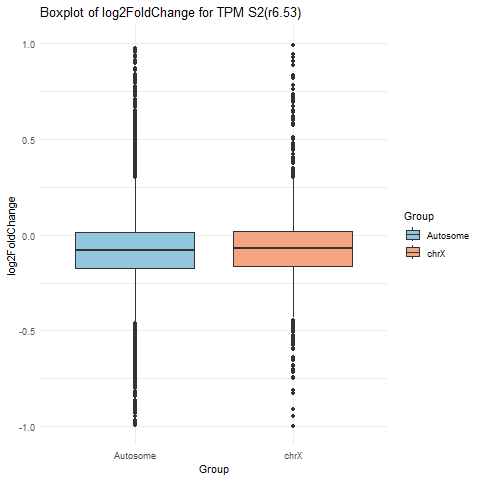 Boxplot of log2FoldChange for TPM S2(r6.53)
1.0
0.5
0.0
-0.5
-1.0
log2FoldChange
Autosome
chrX
Group
Group
Autosome
chrX